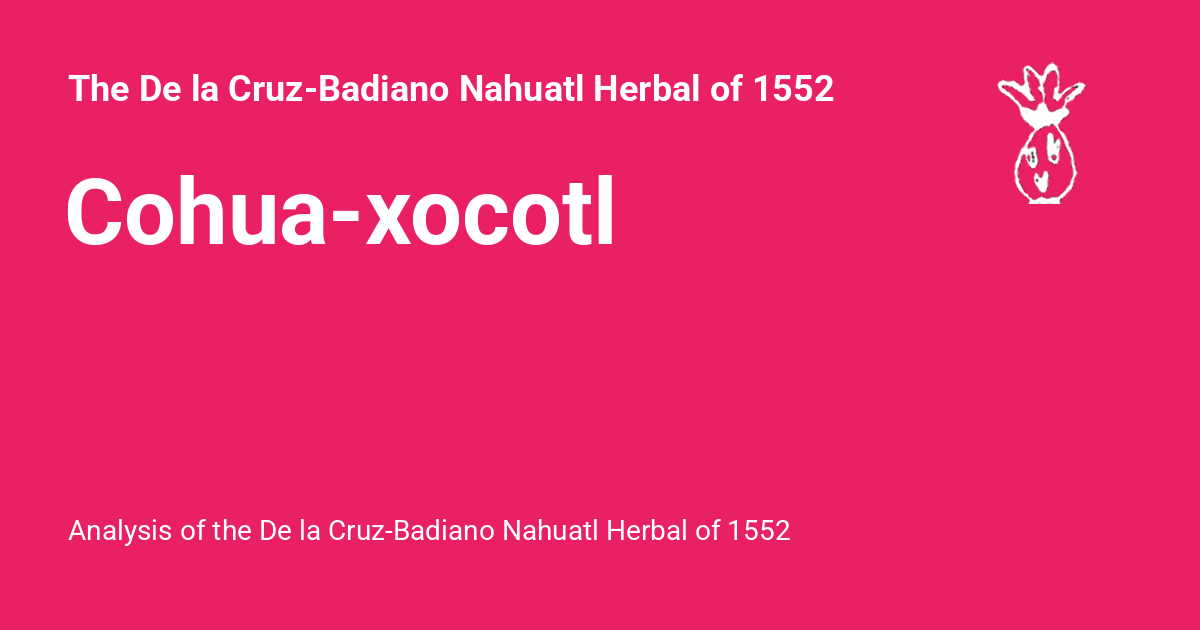 The De la Cruz-Badiano Nahuatl Herbal of 1552
Cohua-xocotl
Analysis of the De la Cruz-Badiano Nahuatl Herbal of 1552